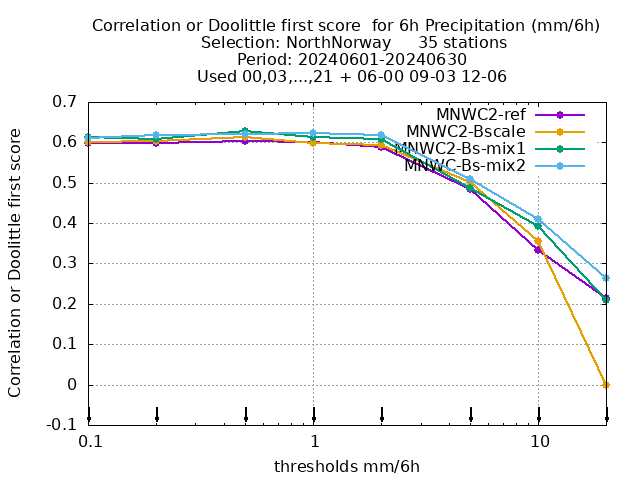 Correlation or Doolittle first score  for 6h Precipitation (mm/6h)
Selection: NorthNorway     35 stations
Period: 20240601-20240630
Used 00,03,...,21 + 06-00 09-03 12-06
Correlation or Doolittle first score
0.7
0.6
0.5
0.4
0.3
0.2
0.1
0
-0.1
MNWC2-ref
MNWC2-Bscale
MNWC2-Bs-mix1
MNWC-Bs-mix2
0.1 1 10
thresholds mm/6h